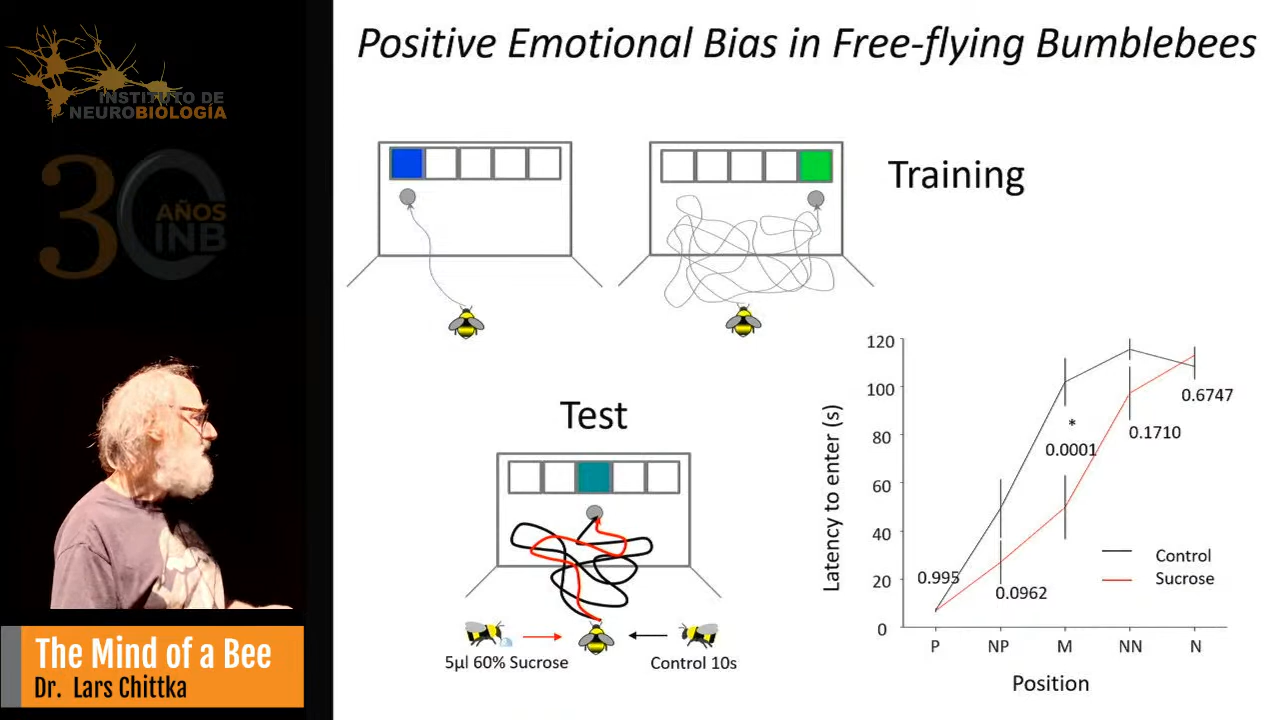 INSTITUTO DE
NEUROBIOLOGÍA
30
AÑOS
INB
The Mind of a Bee
Dr. Lars Chittka
Positive Emotional Bias in Free-flying Bumblebees
Training
Test
5µl 60% Sucrose
Control 10s
Latency to enter (s)
120
100
80
60
40
20
0
0.995
0.0962
*
0.0001
0.1710
0.6747
Control
Sucrose
P NP M NN N
Position